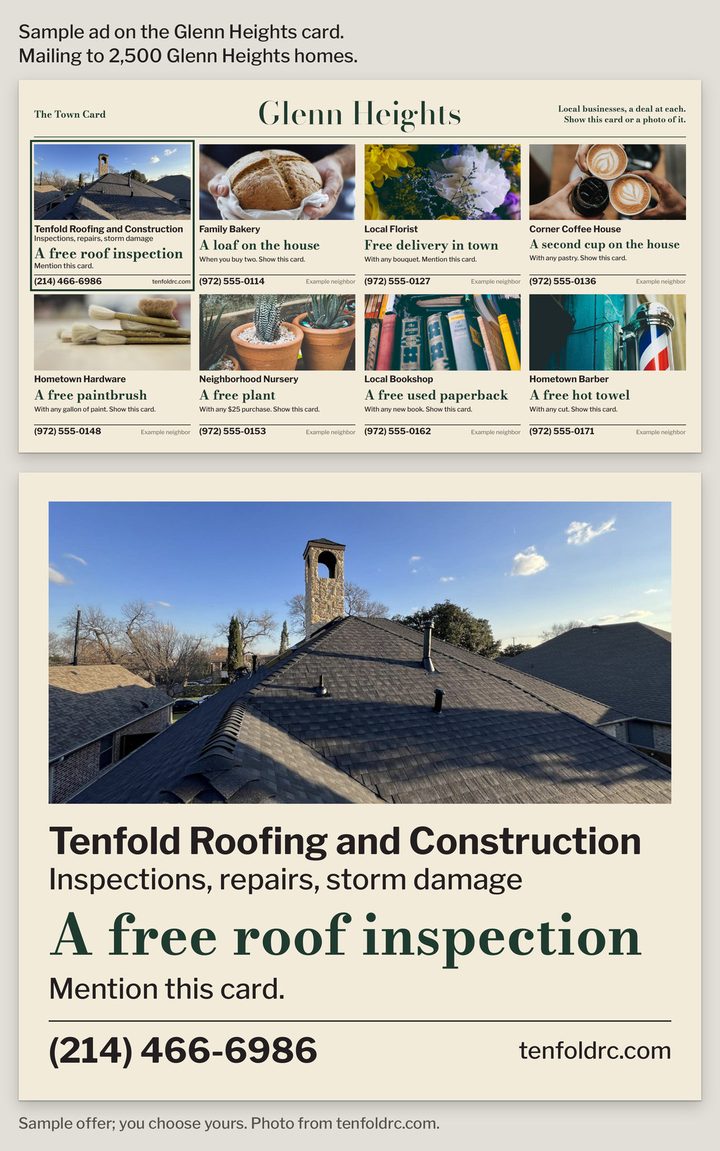 Sample ad on the Glenn Heights card.
Mailing to 2,500 Glenn Heights homes.
The Town Card
Glenn Heights
Local businesses, a deal at each.
Show this card or a photo of it.
Tenfold Roofing and Construction
Inspections, repairs, storm damage
A free roof inspection
Mention this card.
(214) 466-6986
tenfoldrc.com
Family Bakery
A loaf on the house
When you buy two. Show this card.
(972) 555-0114
Example neighbor
Local Florist
Free delivery in town
With any bouquet. Mention this card.
(972) 555-0127
Example neighbor
Corner Coffee House
A second cup on the house
With any pastry. Show this card.
(972) 555-0136
Example neighbor
Hometown Hardware
A free paintbrush
With any gallon of paint. Show this card.
(972) 555-0148
Example neighbor
Neighborhood Nursery
A free plant
With any $25 purchase. Show this card.
(972) 555-0153
Example neighbor
Local Bookshop
A free used paperback
With any new book. Show this card.
(972) 555-0162
Example neighbor
Hometown Barber
A free hot towel
With any cut. Show this card.
(972) 555-0171
Example neighbor
Tenfold Roofing and Construction
Inspections, repairs, storm damage
A free roof inspection
Mention this card.
(214) 466-6986
tenfoldrc.com
Sample offer; you choose yours. Photo from tenfoldrc.com.